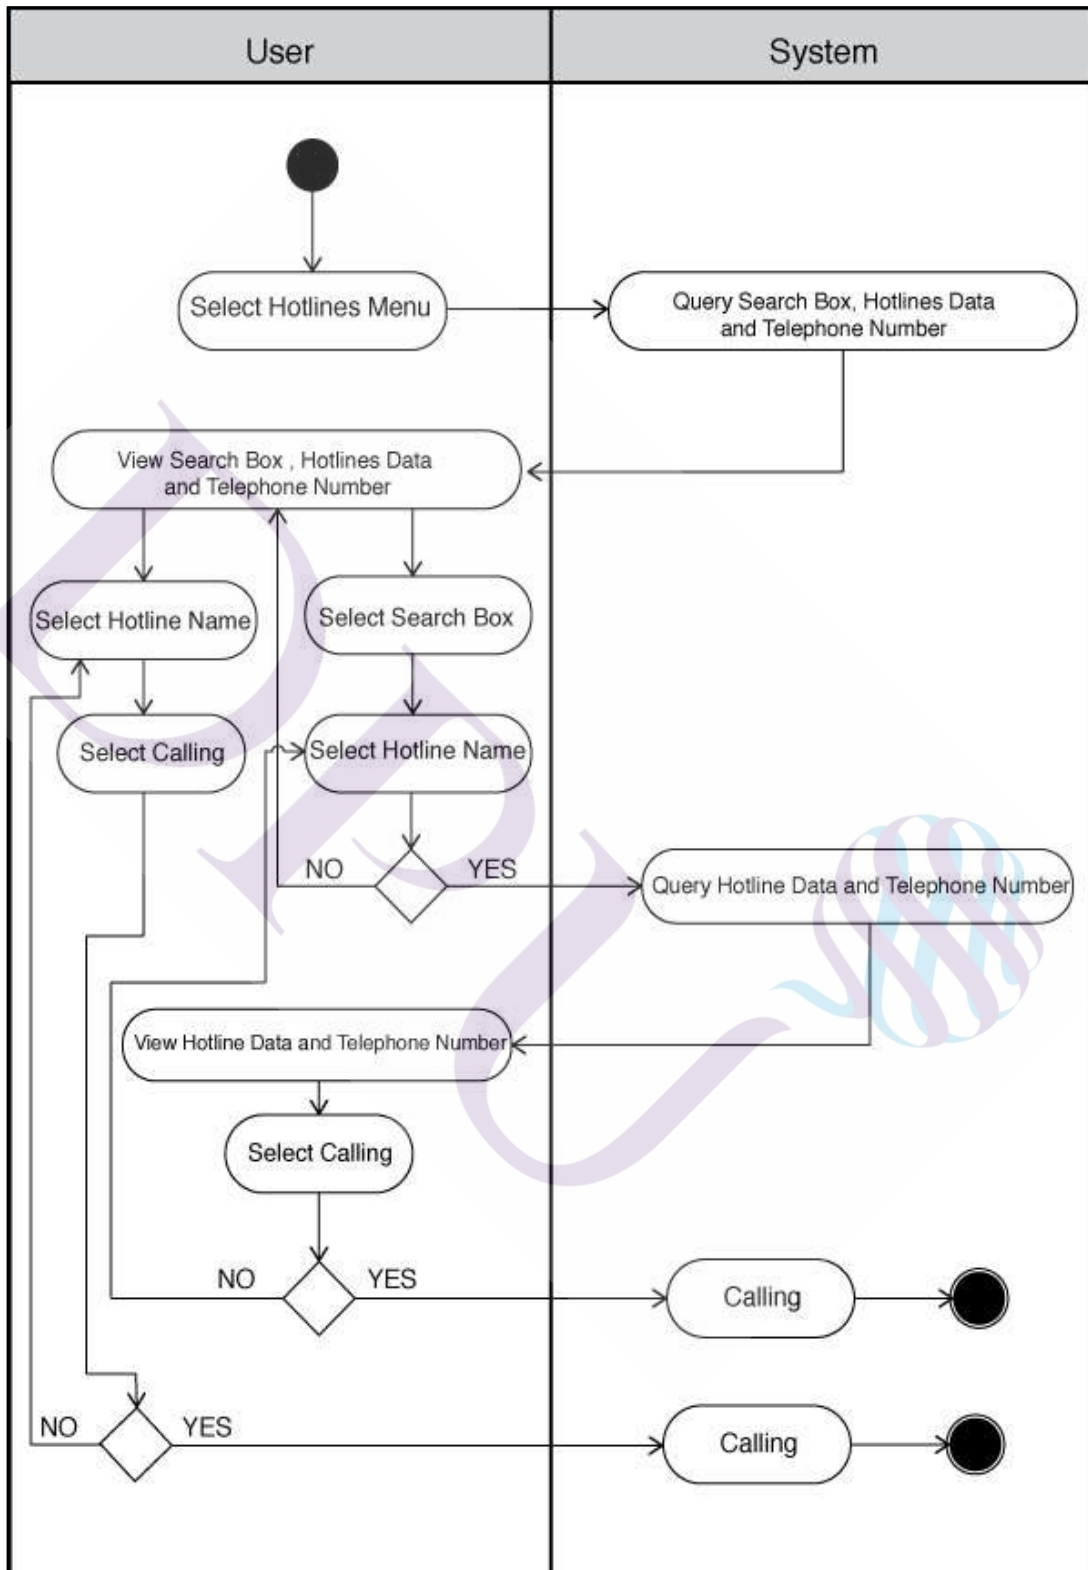 User
System
Select Hotlines Menu
Query Search Box, Hotlines Data
and Telephone Number
View Search Box , Hotlines Data
and Telephone Number
Select Hotline Name
Select Search Box
Select Calling
Select Hotline Name
NO
YES
Query Hotline Data and Telephone Number
View Hotline Data and Telephone Number
Select Calling
NO
YES
Calling
NO
YES
Calling
DPU